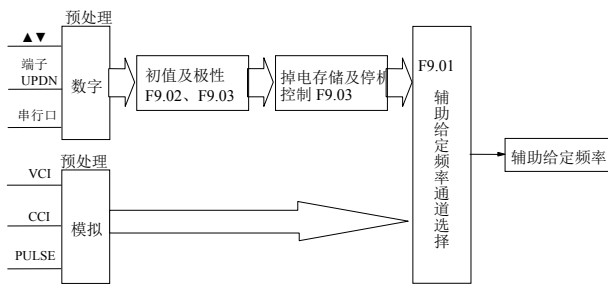 预处理
▲▼
端子
UPDN
串行口
数字
初值及极性
F9.02、F9.03
掉电存储及停机
控制 F9.03
F9.01
辅助给定频率通道选择
辅助给定频率
预处理
VCI
CCI
PULSE
模拟